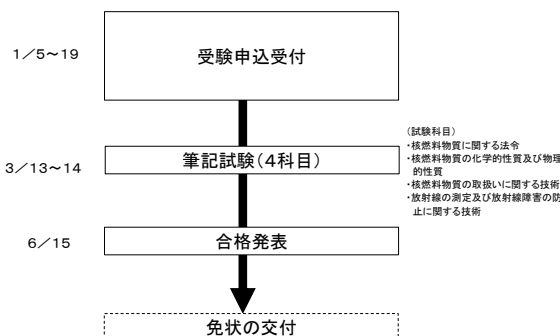 1／5～19
受験申込受付
（試験科目）
・核燃料物質に関する法令
・核燃料物質の化学的性質及び物理
的性質
・核燃料物質の取扱いに関する技術
・放射線の測定及び放射線障害の防
止に関する技術
3／13～14
筆記試験（4科目）
6／15
合格発表
免状の交付